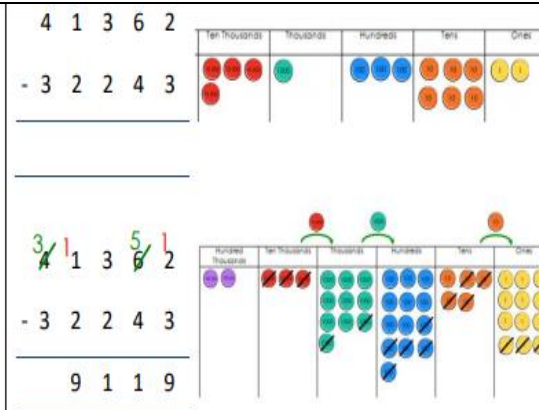 4 1 3 6 2
- 3 2 2 4 3
Ten Thousands Thousands Hundreds Tens Ones
3 1 5 1
4 1 3 6 2
- 3 2 2 4 3
9 1 1 9
Hundred Thousands Ten Thousands Thousands Hundreds Tens Ones